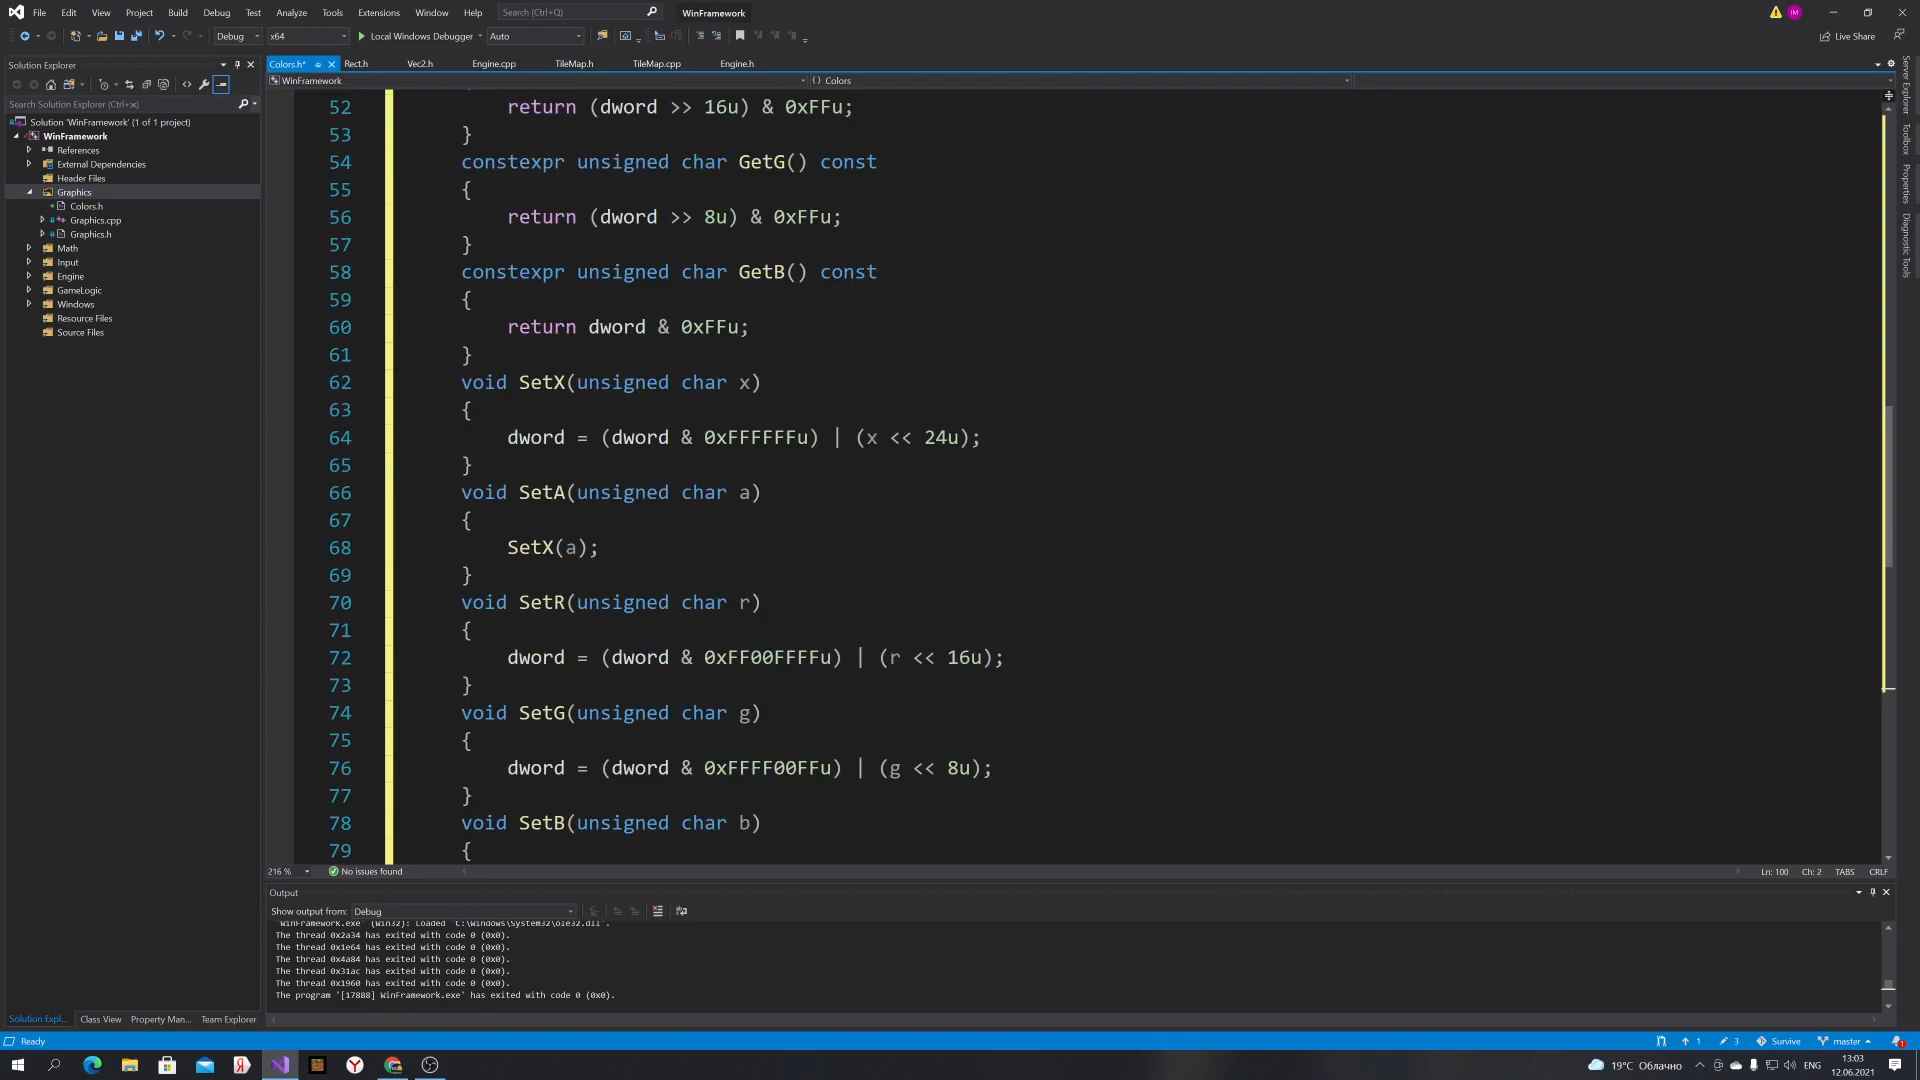 File Edit View Project Build Debug Test Analyze Tools Extensions Window Help Search (Ctrl+Q) WinFramework IM
Debug x64 Local Windows Debugger Auto Live Share
Solution Explorer
Colors.h* Rect.h Vec2.h Engine.cpp TileMap.h TileMap.cpp Engine.h
WinFramework Colors
Search Solution Explorer (Ctrl+ж)
Solution 'WinFramework' (1 of 1 project)
WinFramework
References
External Dependencies
Header Files
Graphics
Colors.h
Graphics.cpp
Graphics.h
Math
Input
Engine
GameLogic
Windows
Resource Files
Source Files
52 return (dword >> 16u) & 0xFFu;
53 }
54 constexpr unsigned char GetG() const
55 {
56 return (dword >> 8u) & 0xFFu;
57 }
58 constexpr unsigned char GetB() const
59 {
60 return dword & 0xFFu;
61 }
62 void SetX(unsigned char x)
63 {
64 dword = (dword & 0xFFFFFFu) | (x << 24u);
65 }
66 void SetA(unsigned char a)
67 {
68 SetX(a);
69 }
70 void SetR(unsigned char r)
71 {
72 dword = (dword & 0xFF00FFFFu) | (r << 16u);
73 }
74 void SetG(unsigned char g)
75 {
76 dword = (dword & 0xFFFF00FFu) | (g << 8u);
77 }
78 void SetB(unsigned char b)
79 {
Server Explorer
Toolbox
Properties
Diagnostic Tools
216 % No issues found Ln: 100 Ch: 2 TABS CRLF
Output
Show output from: Debug
'WinFramework.exe' (Win32): Loaded 'C:\Windows\System32\ole32.dll'.
The thread 0x2a34 has exited with code 0 (0x0).
The thread 0x1e64 has exited with code 0 (0x0).
The thread 0x4a84 has exited with code 0 (0x0).
The thread 0x31ac has exited with code 0 (0x0).
The thread 0x1960 has exited with code 0 (0x0).
The program '[17888] WinFramework.exe' has exited with code 0 (0x0).
Solution Expl... Class View Property Man... Team Explorer
Ready 1 3 Survive master 1
19°C Облачно ENG 13:03
12.06.2021